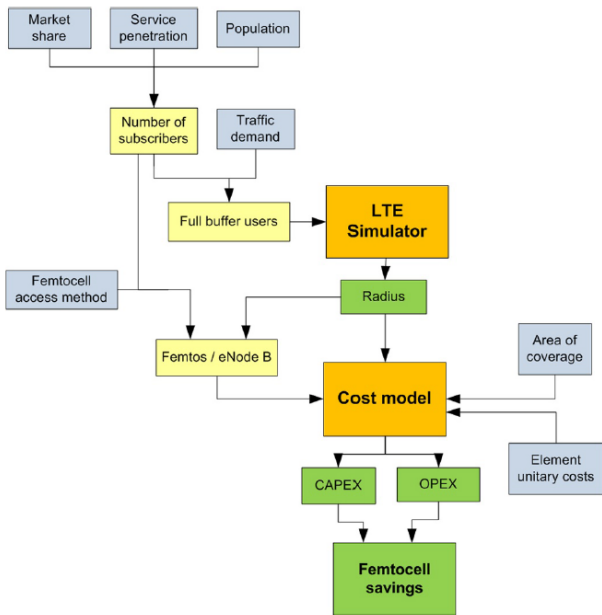 Market
share
Service
penetration
Population
Number of
subscribers
Traffic
demand
Full buffer users
LTE
Simulator
Femtocell
access method
Radius
Femtos / eNode B
Area of
coverage
Cost model
Element
unitary costs
CAPEX
OPEX
Femtocell
savings